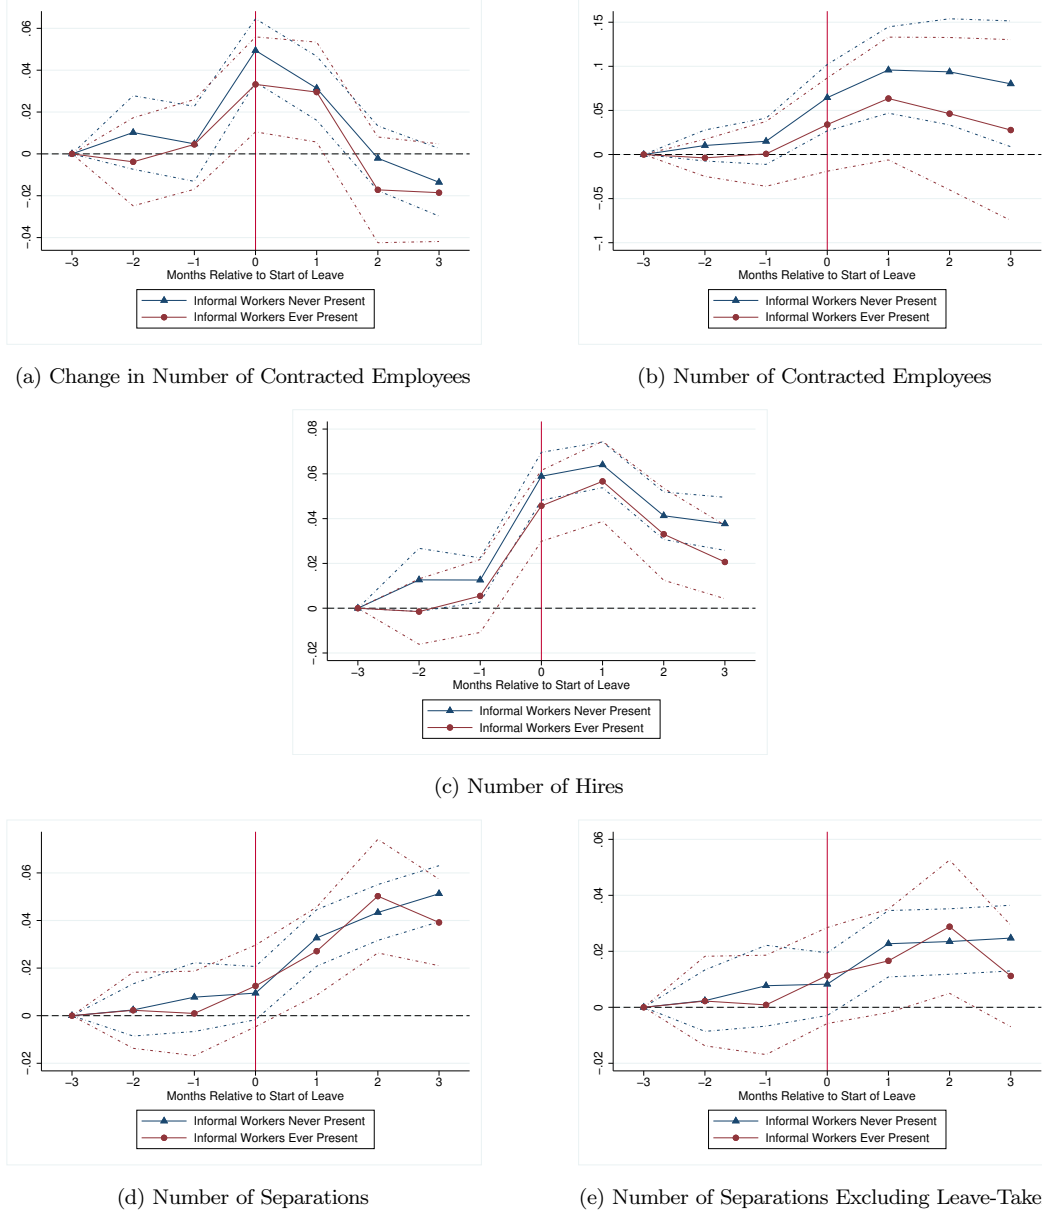 .06
.04
.02
0
-.02
-.04
-3 -2 -1 0 1 2 3
Months Relative to Start of Leave
Informal Workers Never Present
Informal Workers Ever Present
(a) Change in Number of Contracted Employees
.15
.1
.05
0
-.05
-.1
-3 -2 -1 0 1 2 3
Months Relative to Start of Leave
Informal Workers Never Present
Informal Workers Ever Present
(b) Number of Contracted Employees
.08
.06
.04
.02
0
-.02
-3 -2 -1 0 1 2 3
Months Relative to Start of Leave
Informal Workers Never Present
Informal Workers Ever Present
(c) Number of Hires
.06
.04
.02
0
-.02
-3 -2 -1 0 1 2 3
Months Relative to Start of Leave
Informal Workers Never Present
Informal Workers Ever Present
(d) Number of Separations
.06
.04
.02
0
-.02
-3 -2 -1 0 1 2 3
Months Relative to Start of Leave
Informal Workers Never Present
Informal Workers Ever Present
(e) Number of Separations Excluding Leave-Take